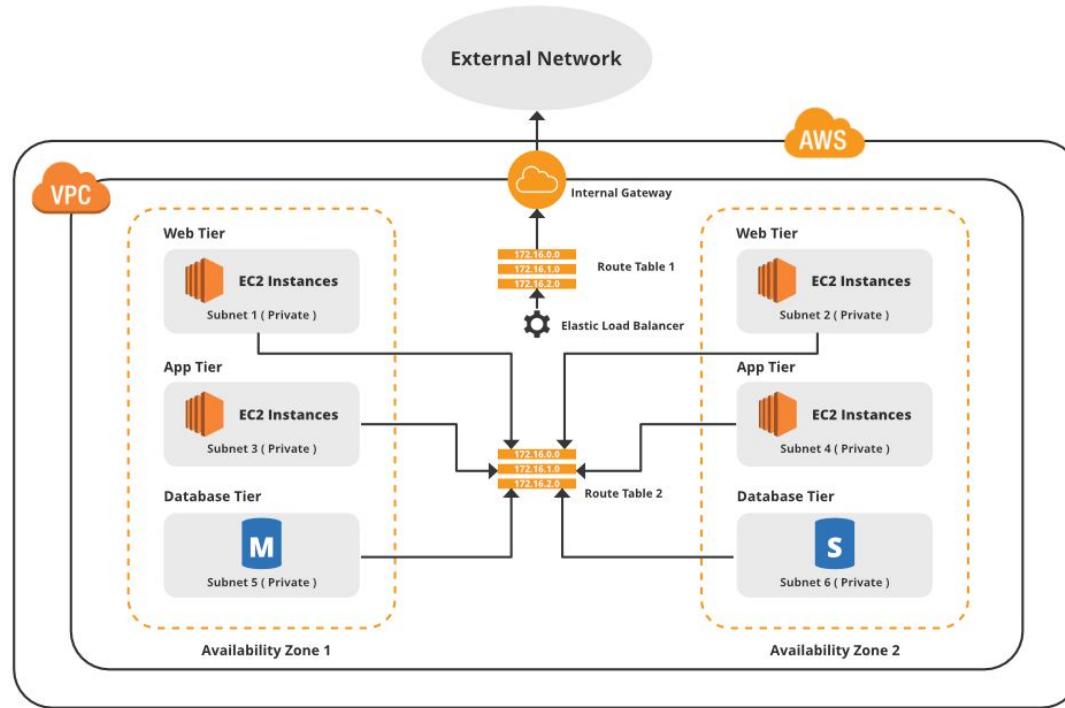 External Network
AWS
VPC
Internal Gateway
Web Tier
EC2 Instances
Subnet 1 ( Private )
App Tier
EC2 Instances
Subnet 3 ( Private )
Database Tier
M
Subnet 5 ( Private )
Availability Zone 1
172.16.0.0
172.16.1.0
172.16.2.0
Route Table 1
Elastic Load Balancer
172.16.0.0
172.16.1.0
172.16.2.0
Route Table 2
Web Tier
EC2 Instances
Subnet 2 ( Private )
App Tier
EC2 Instances
Subnet 4 ( Private )
Database Tier
S
Subnet 6 ( Private )
Availability Zone 2